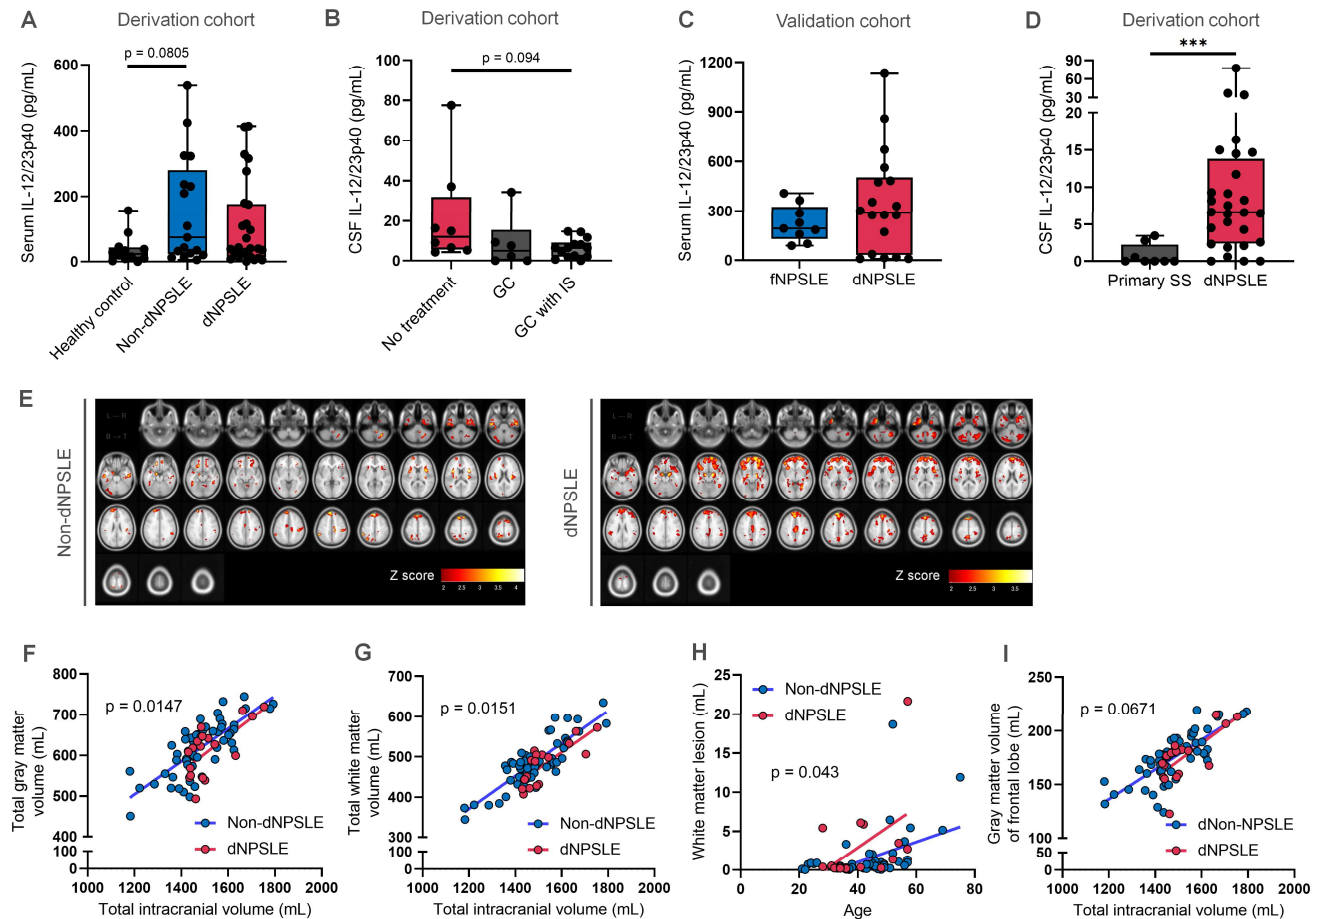 A
Derivation cohort
p = 0.0805
Serum IL-12/23p40 (pg/mL)
600
400
200
0
Healthy control
Non-dNPSLE
dNPSLE
B
Derivation cohort
p = 0.094
CSF IL-12/23p40 (pg/mL)
100
80
60
40
20
0
No treatment
GC
GC with IS
C
Validation cohort
Serum IL-12/23p40 (pg/mL)
1200
900
600
300
0
fNPSLE
dNPSLE
D
Derivation cohort
***
CSF IL-12/23p40 (pg/mL)
90
60
30
20
15
10
5
0
Primary SS
dNPSLE
E
Non-dNPSLE
L — R
B → T
Z score
2 2.5 3 3.5 4
dNPSLE
L — R
B → T
Z score
2 2.5 3 3.5
F
p = 0.0147
Total gray matter
volume (mL)
800
700
600
500
400
100
0
Non-dNPSLE
dNPSLE
1000 1200 1400 1600 1800 2000
Total intracranial volume (mL)
G
p = 0.0151
Total white matter
volume (mL)
700
600
500
400
300
100
0
Non-dNPSLE
dNPSLE
1000 1200 1400 1600 1800 2000
Total intracranial volume (mL)
H
Non-dNPSLE
dNPSLE
p = 0.043
White matter lesion (mL)
25
20
15
10
5
0
0 20 40 60 80
Age
I
p = 0.0671
Gray matter volume
of frontal lobe (mL)
250
200
150
100
50
0
dNon-NPSLE
dNPSLE
1000 1200 1400 1600 1800 2000
Total intracranial volume (mL)